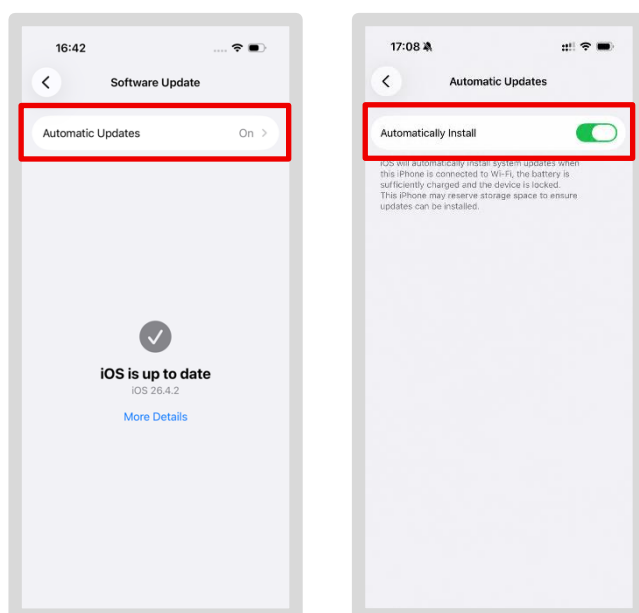 16:42
Software Update
Automatic Updates On
iOS is up to date
iOS 26.4.2
More Details
17:08
Automatic Updates
Automatically Install
iOS will automatically install system updates when
this iPhone is connected to Wi-Fi, the battery is
sufficiently charged and the device is locked.
This iPhone may reserve storage space to ensure
updates can be installed.